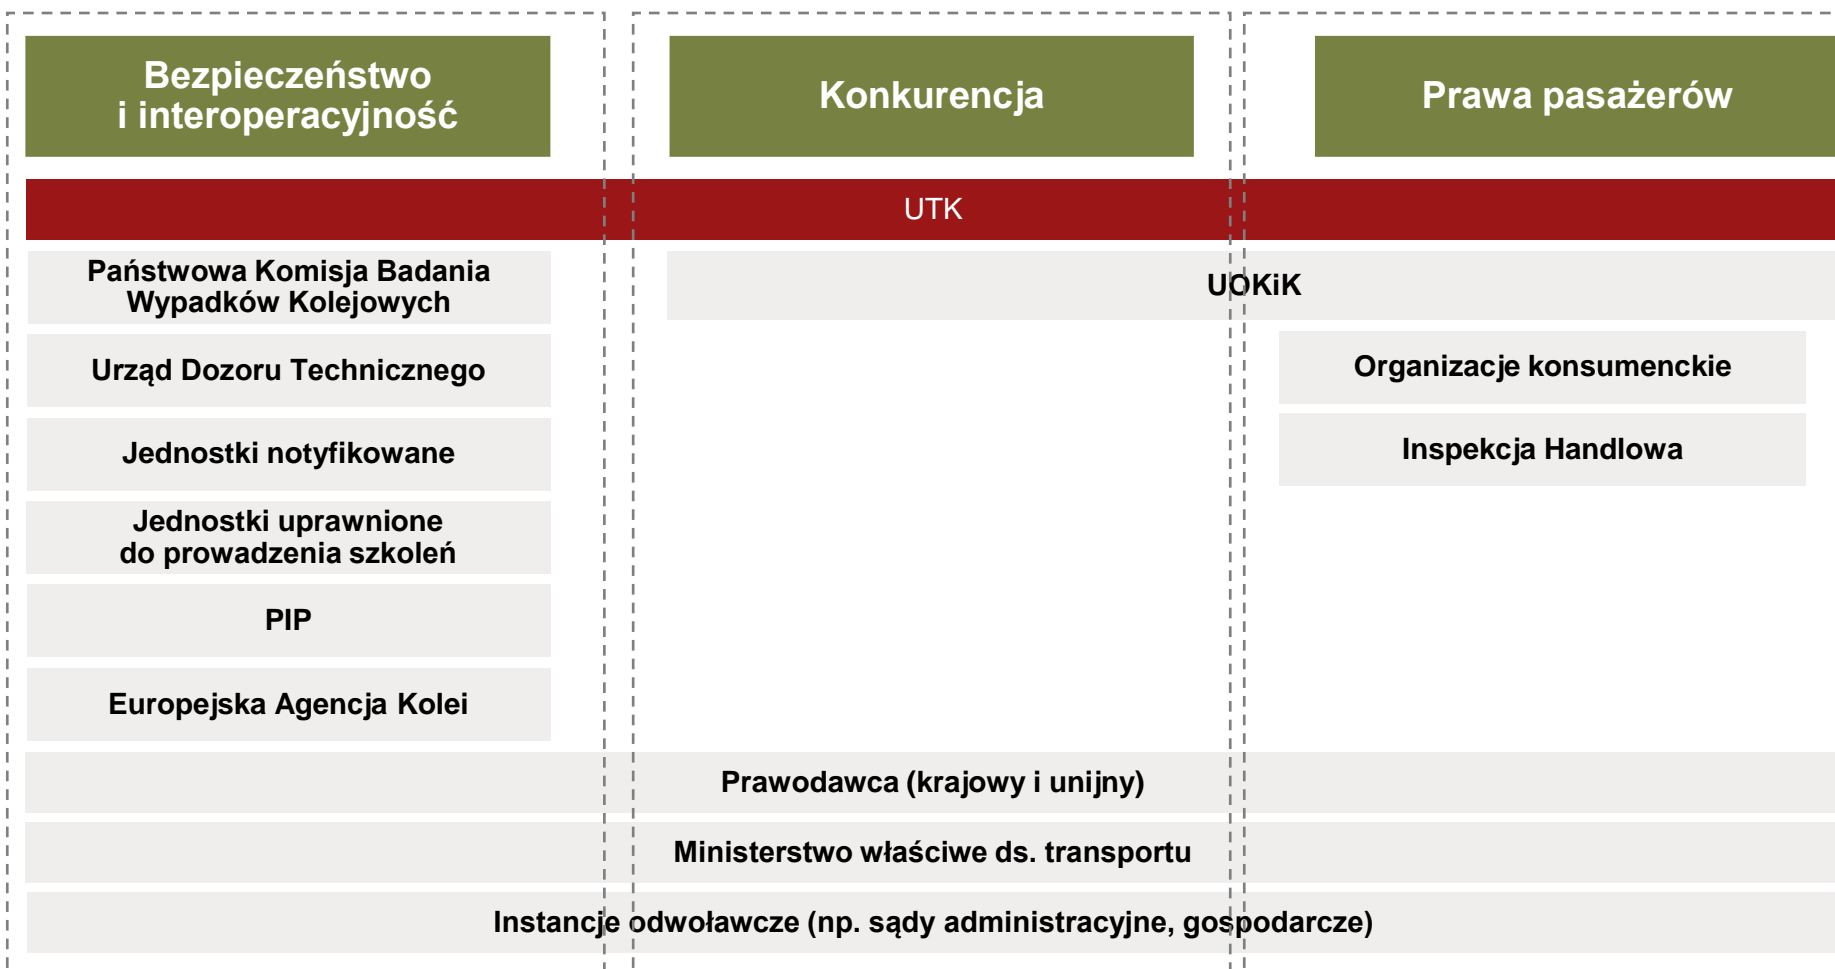 Bezpieczeństwo
i interoperacyjność
Konkurencja
Prawa pasażerów
UTK
Państwowa Komisja Badania
Wypadków Kolejowych
UOKiK
Urząd Dozoru Technicznego
Organizacje konsumenckie
Jednostki notyfikowane
Inspekcja Handlowa
Jednostki uprawnione
do prowadzenia szkoleń
PIP
Europejska Agencja Kolei
Prawodawca (krajowy i unijny)
Ministerstwo właściwe ds. transportu
Instancje odwoławcze (np. sądy administracyjne, gospodarcze)